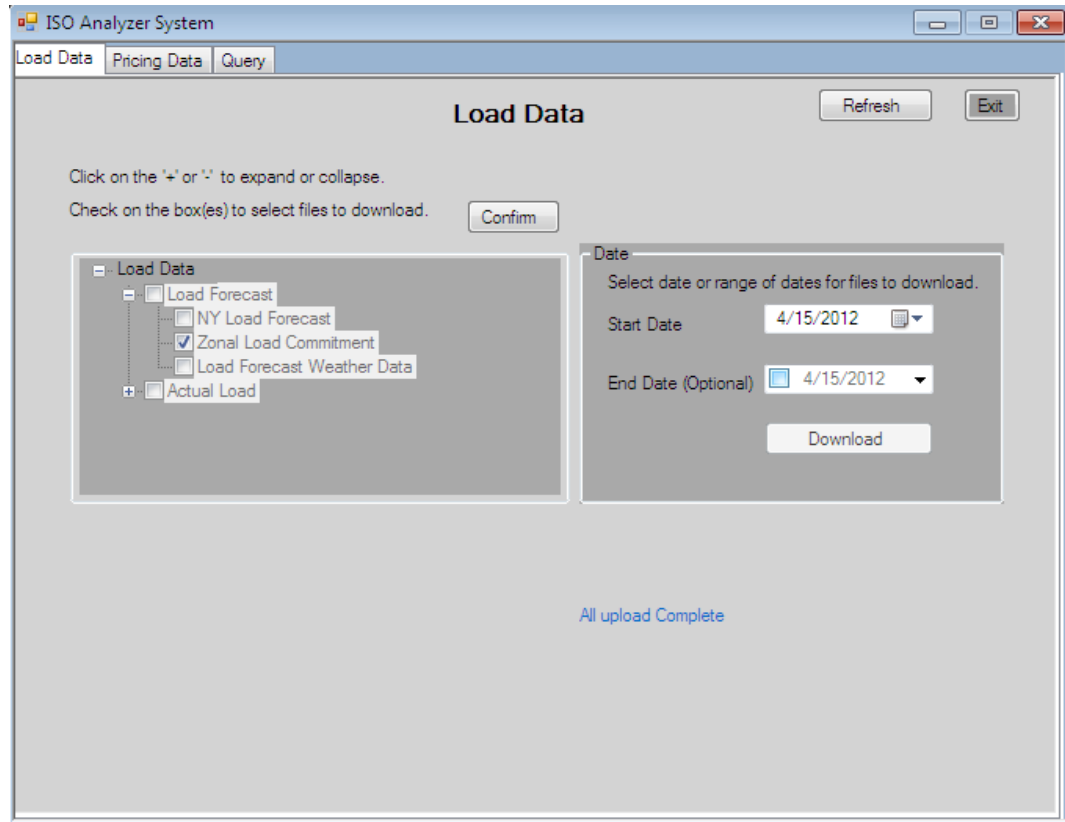 ISO Analyzer System
Load Data Pricing Data Query
Load Data
Refresh
Exit
Click on the '+' or '-' to expand or collapse.
Check on the box(es) to select files to download.
Confirm
Load Data
Load Forecast
NY Load Forecast
Zonal Load Commitment
Load Forecast Weather Data
Actual Load
Date
Select date or range of dates for files to download.
Start Date 4/15/2012
End Date (Optional) 4/15/2012
Download
All upload Complete